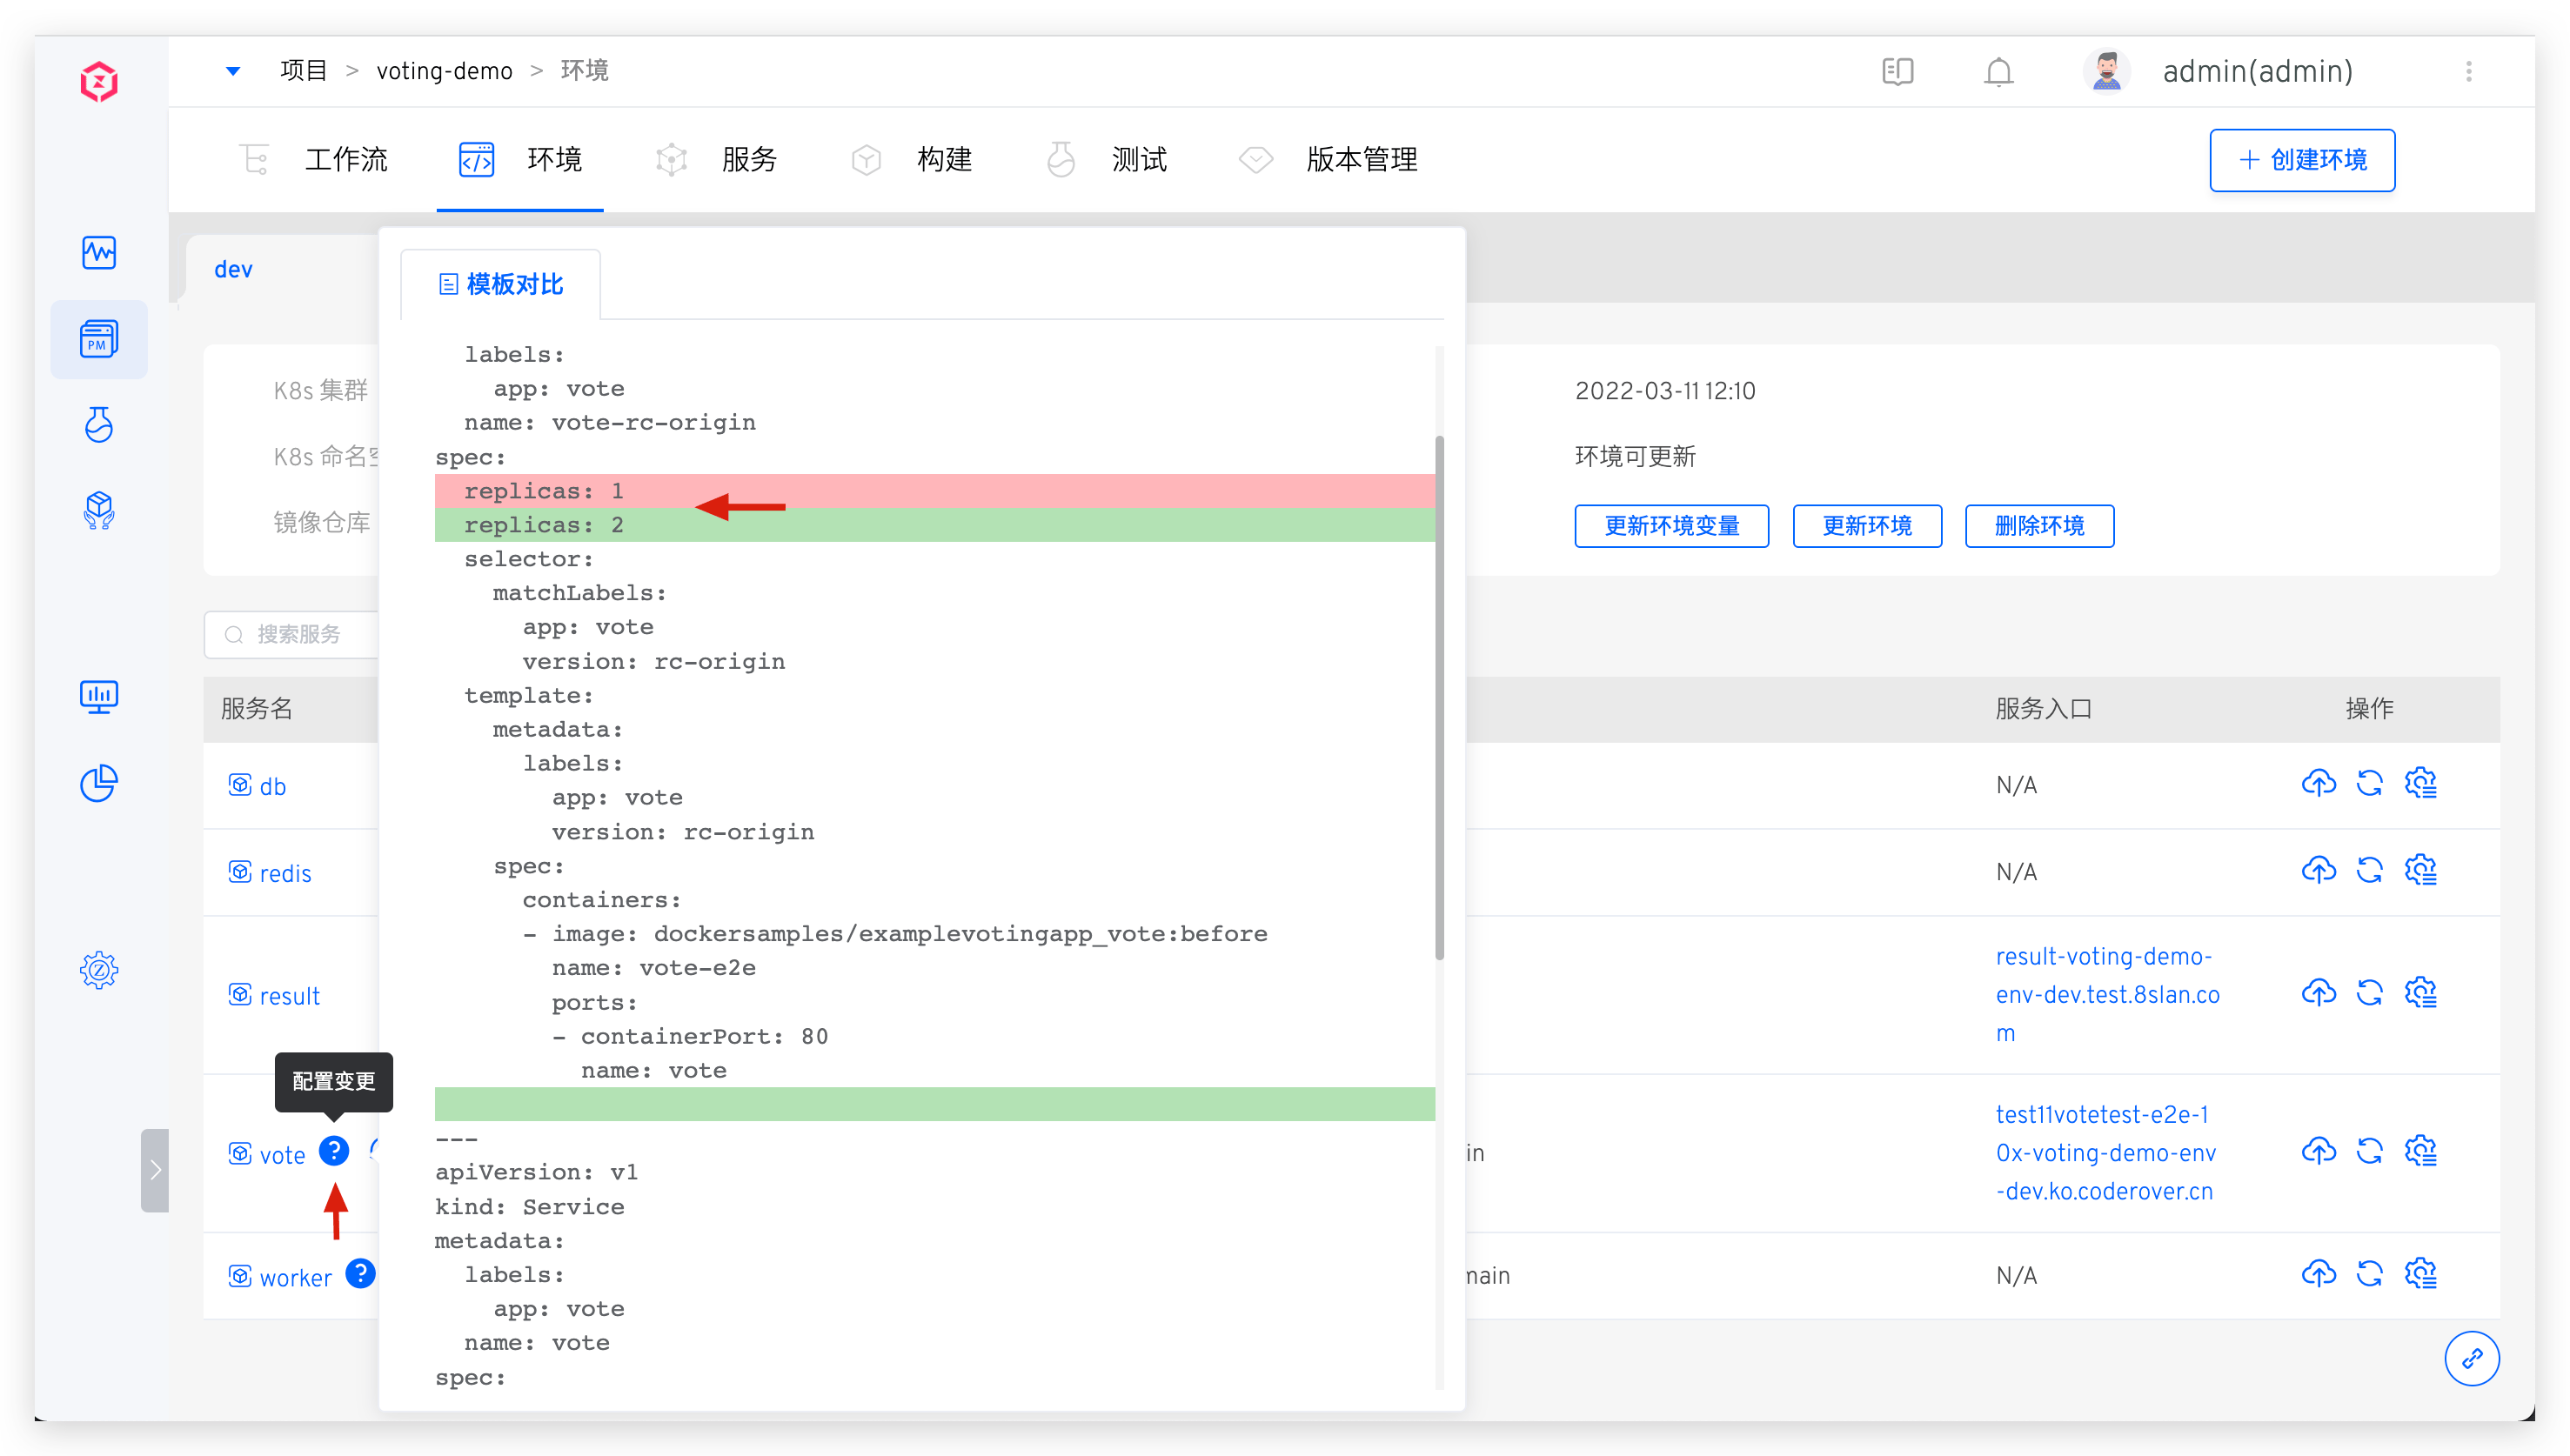 项目 > voting-demo > 环境
admin(admin)
工作流
环境
服务
构建
测试
版本管理
+ 创建环境
PM
dev
模板对比
K8s 集群
2022-03-11 12:10
K8s 命名空
环境可更新
镜像仓库
更新环境变量
更新环境
删除环境
搜索服务
服务名
服务入口
操作
db
N/A
redis
N/A
result
result-voting-demo-
env-dev.test.8slan.co
m
配置变更
vote
in
test11votetest-e2e-1
0x-voting-demo-env
-dev.ko.coderover.cn
worker
main
N/A
labels:
app: vote
name: vote-rc-origin
spec:
replicas: 1
replicas: 2
selector:
matchLabels:
app: vote
version: rc-origin
template:
metadata:
labels:
app: vote
version: rc-origin
spec:
containers:
- image: dockersamples/examplevotingapp_vote:before
name: vote-e2e
ports:
- containerPort: 80
name: vote
---
apiVersion: v1
kind: Service
metadata:
labels:
app: vote
name: vote
spec: